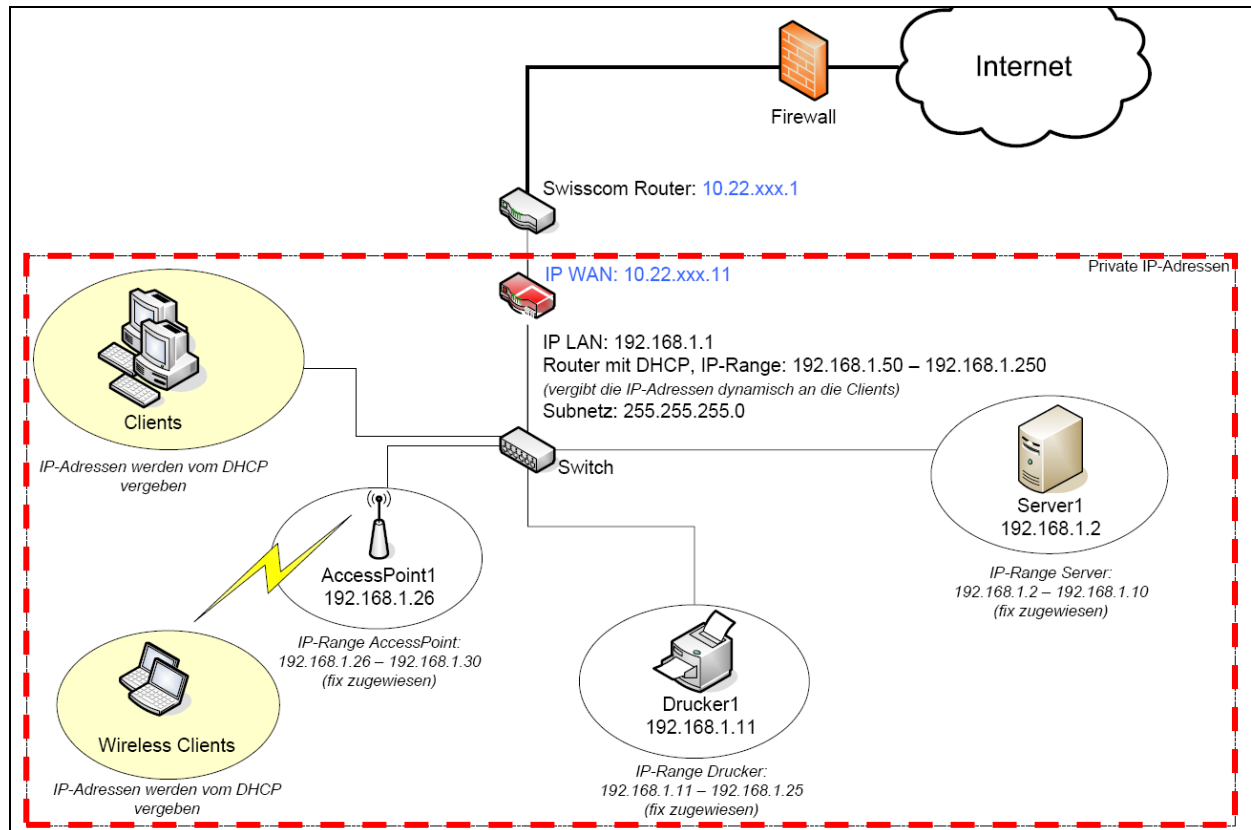 Internet
Firewall
Swisscom Router: 10.22.xxx.1
Private IP-Adressen
IP WAN: 10.22.xxx.11
IP LAN: 192.168.1.1
Router mit DHCP, IP-Range: 192.168.1.50 – 192.168.1.250
(vergibt die IP-Adressen dynamisch an die Clients)
Subnetz: 255.255.255.0
Clients
IP-Adressen werden vom DHCP
vergeben
Switch
Server1
192.168.1.2
IP-Range Server:
192.168.1.2 – 192.168.1.10
(fix zugewiesen)
AccessPoint1
192.168.1.26
IP-Range AccessPoint:
192.168.1.26 – 192.168.1.30
(fix zugewiesen)
Drucker1
192.168.1.11
IP-Range Drucker:
192.168.1.11 – 192.168.1.25
(fix zugewiesen)
Wireless Clients
IP-Adressen werden vom DHCP
vergeben